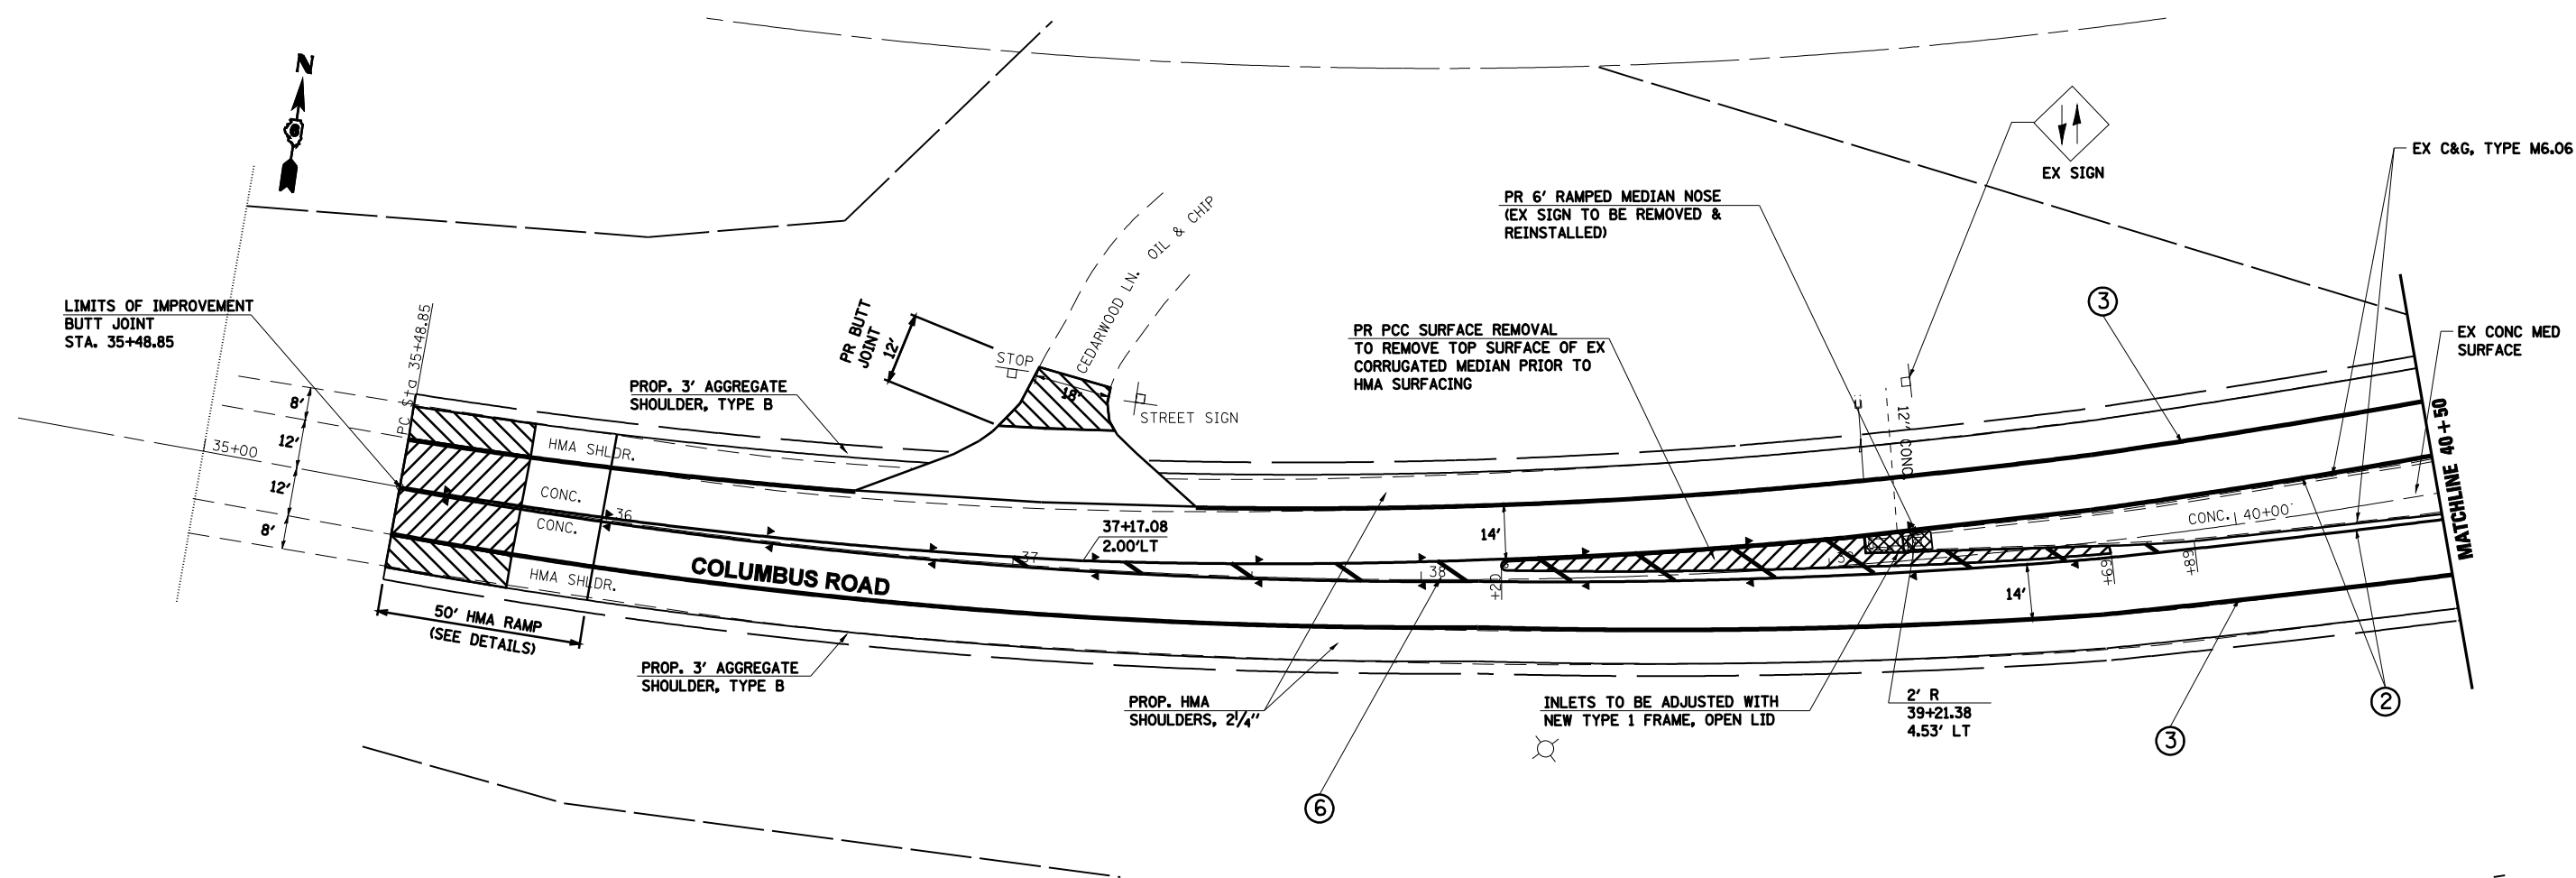 N
6
EX SIGN
EX C&G, TYPE M6.06
PR 6' RAMPED MEDIAN NOSE
(EX SIGN TO BE REMOVED &
REINSTALLED)
CEDARWOOD LN. OIL & CHIP
LIMITS OF IMPROVEMENT
BUTT JOINT
STA. 35+48.85
PC Sta 35+48.85
PR BUTT
JOINT
12'
STOP
18'
STREET SIGN
PR PCC SURFACE REMOVAL
TO REMOVE TOP SURFACE OF EX
CORRUGATED MEDIAN PRIOR TO
HMA SURFACING
3
EX CONC MED
SURFACE
PROP. 3' AGGREGATE
SHOULDER, TYPE B
8'
12'
12'
8'
35+00
HMA SHLDR.
CONC.
CONC.
HMA SHLDR.
36
37
38
39
12" CONC
CONC. 40+00
MATCHLINE 40+50
37+17.08
2.00'LT
14'
14'
+20
+69
+83
COLUMBUS ROAD
50' HMA RAMP
(SEE DETAILS)
PROP. 3' AGGREGATE
SHOULDER, TYPE B
PROP. HMA
SHOULDERS, 2¼"
INLETS TO BE ADJUSTED WITH
NEW TYPE 1 FRAME, OPEN LID
2' R
39+21.38
4.53' LT
2
3
6